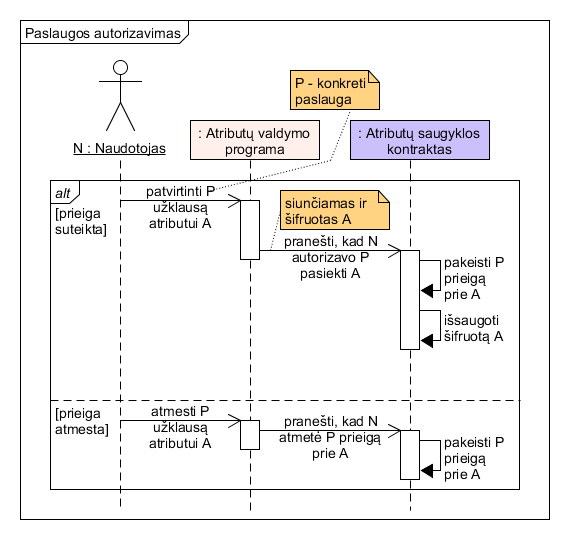 Paslaugos autorizavimas
P - konkreti
paslauga
N : Naudotojas
: Atributų valdymo
programa
: Atributų saugyklos
kontraktas
alt
[prieiga
suteikta]
patvirtinti P
užklausą
atributui A
siunčiamas ir
šifruotas A
pranešti, kad N
autorizavo P
pasiekti A
pakeisti P
prieigą
prie A
išsaugoti
šifruotą A
[prieiga
atmesta]
atmesti P
užklausą
atributui A
pranešti, kad N
atmetė P prieigą
prie A
pakeisti P
prieigą
prie A